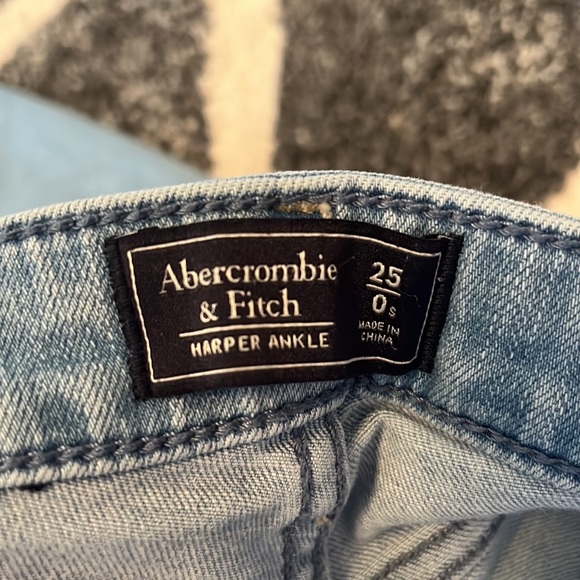 Abercrombie
& Fitch
HARPER ANKLE
25
0s
MADE IN
CHINA